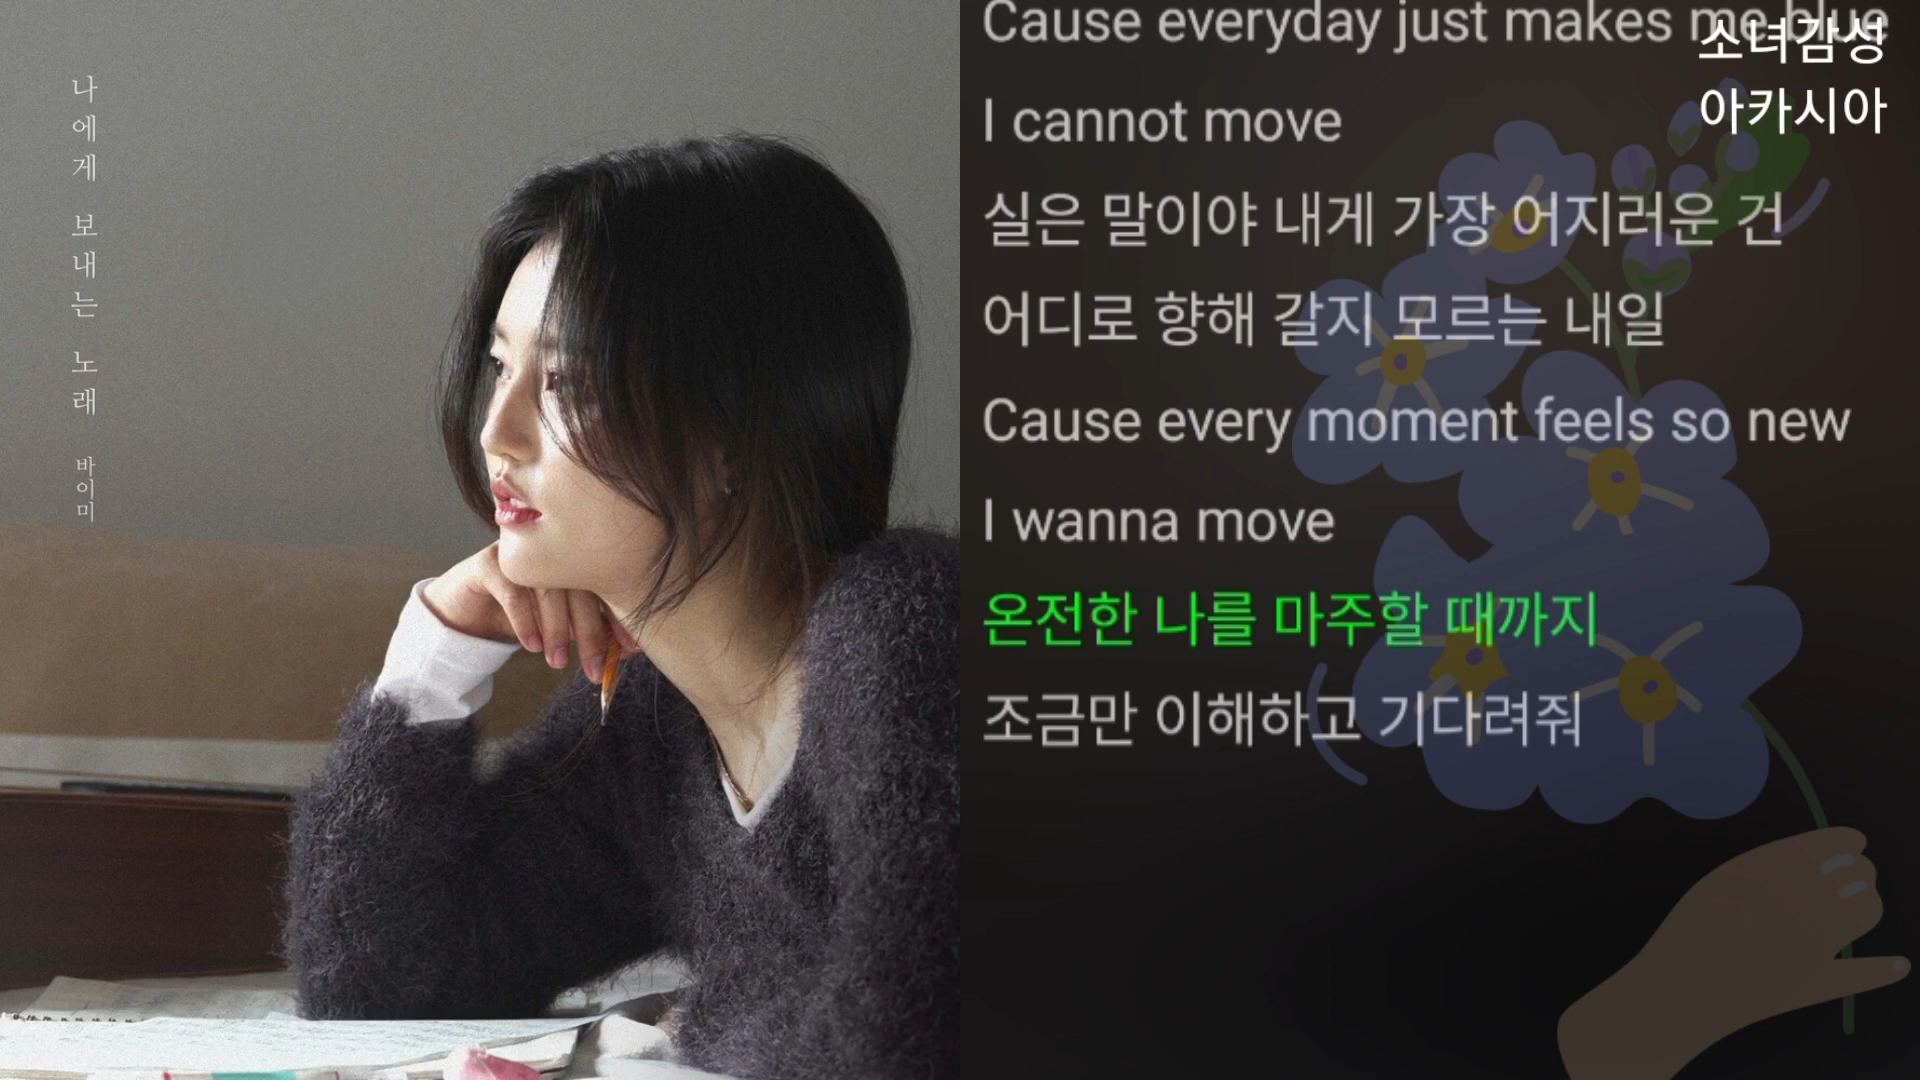 나에게 보내는 노래 바이미
Cause everyday just makes me blue
소녀감성
아카시아
I cannot move
실은 말이야 내게 가장 어지러운 건
어디로 향해 갈지 모르는 내일
Cause every moment feels so new
I wanna move
온전한 나를 마주할 때까지
조금만 이해하고 기다려줘